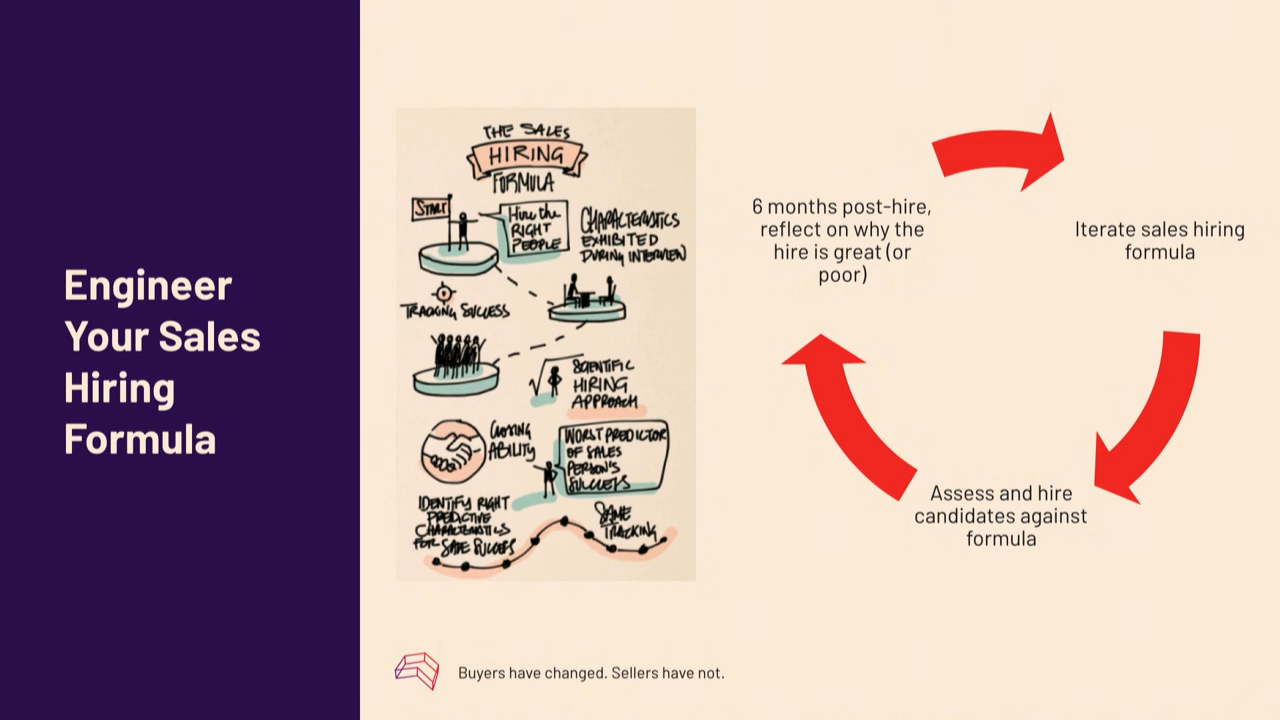 Engineer
Your Sales
Hiring
Formula
THE SALES
HIRING
FORMULA
START
Hire the
RIGHT
PEOPLE
CHARACTERISTICS
EXHIBITED
DURING INTERVIEW
TRACKING SUCCESS
SCIENTIFIC
HIRING
APPROACH
CLOSING
ABILITY
WORST PREDICTOR
OF SALES
PERSON'S
SUCCESS
IDENTIFY RIGHT
PREDICTIVE
CHARACTERISTICS
FOR SALE SUCCESS
SAME
TRACKING
6 months post-hire,
reflect on why the
hire is great (or
poor)
Iterate sales hiring
formula
Assess and hire
candidates against
formula
Buyers have changed. Sellers have not.